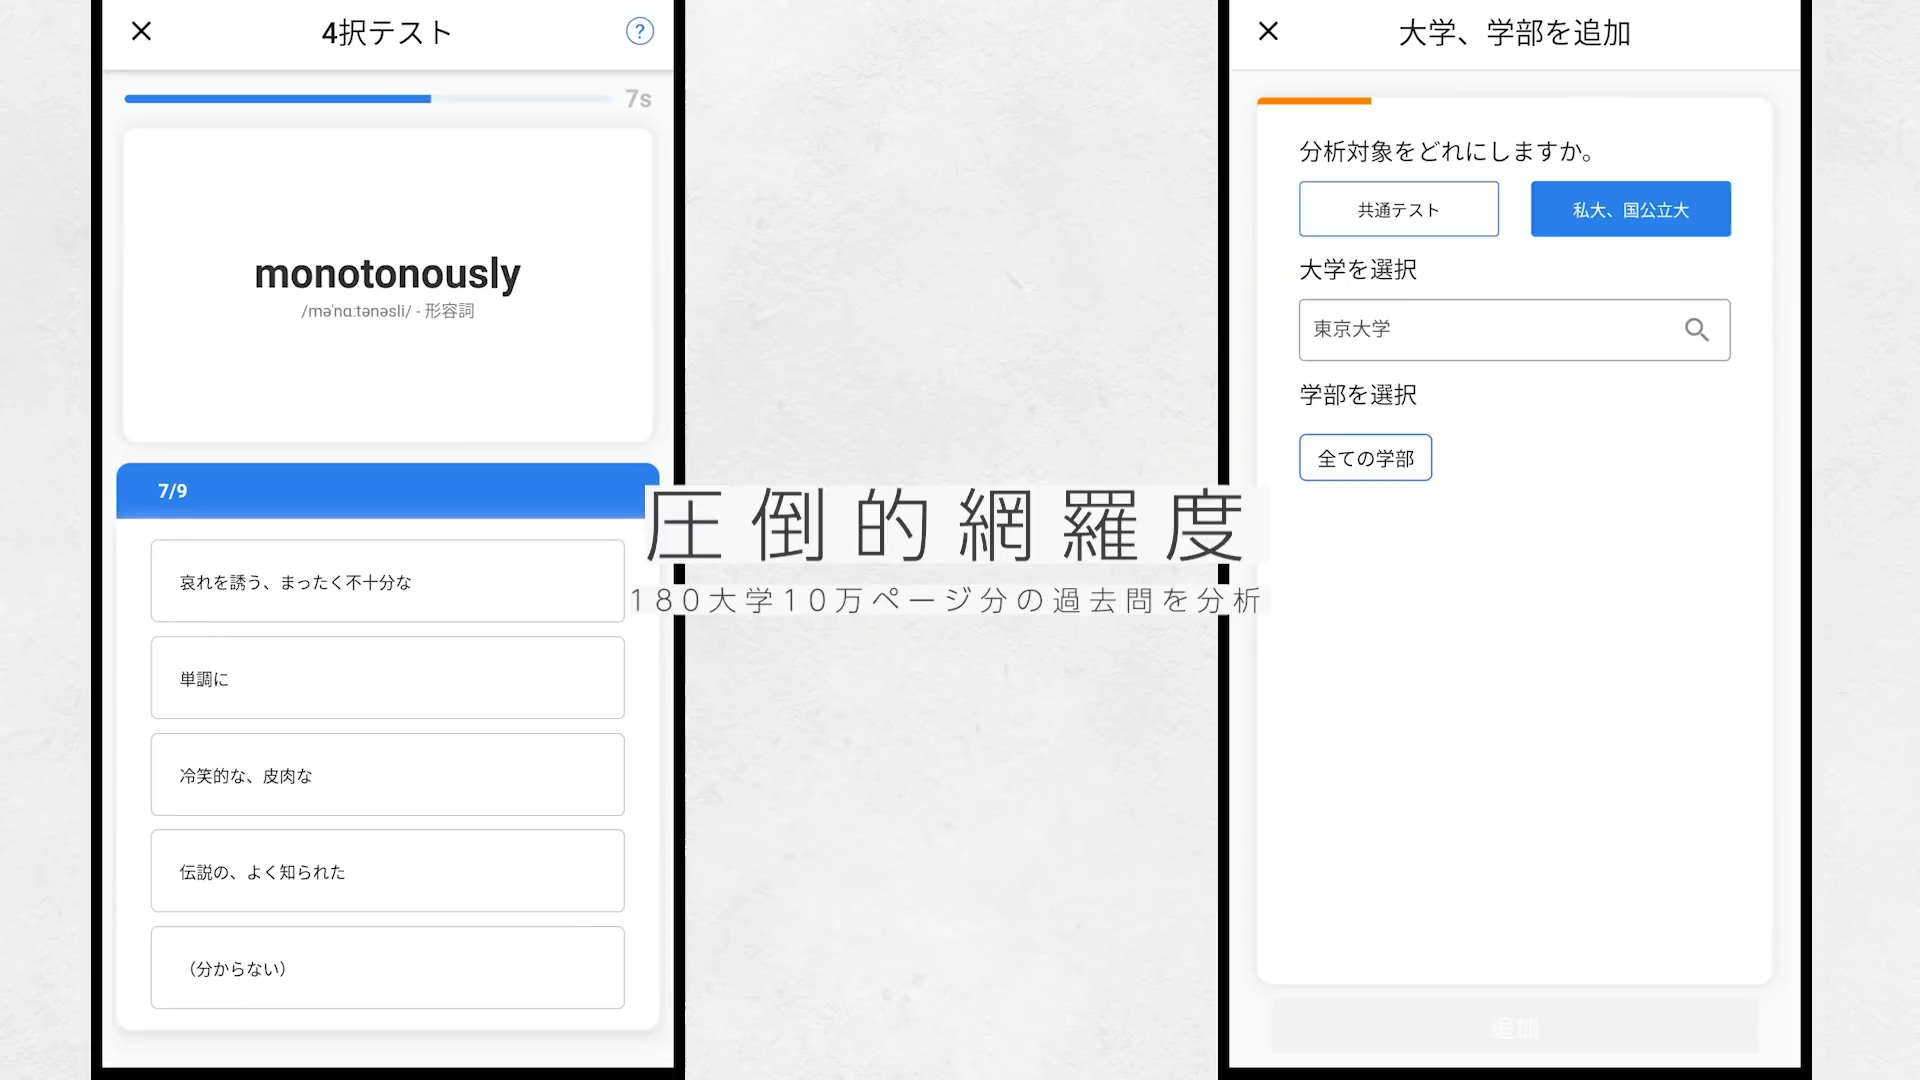 4択テスト
?
7s
monotonously
/məˈnɑːtənəsli/ - 形容詞
7/9
哀れを誘う、まったく不十分な
単調に
冷笑的な、皮肉な
伝説の、よく知られた
（分からない）
圧倒的網羅度
180大学10万ページ分の過去問を分析
大学、学部を追加
分析対象をどれにしますか。
共通テスト
私大、国公立大
大学を選択
東京大学
学部を選択
全ての学部
追加